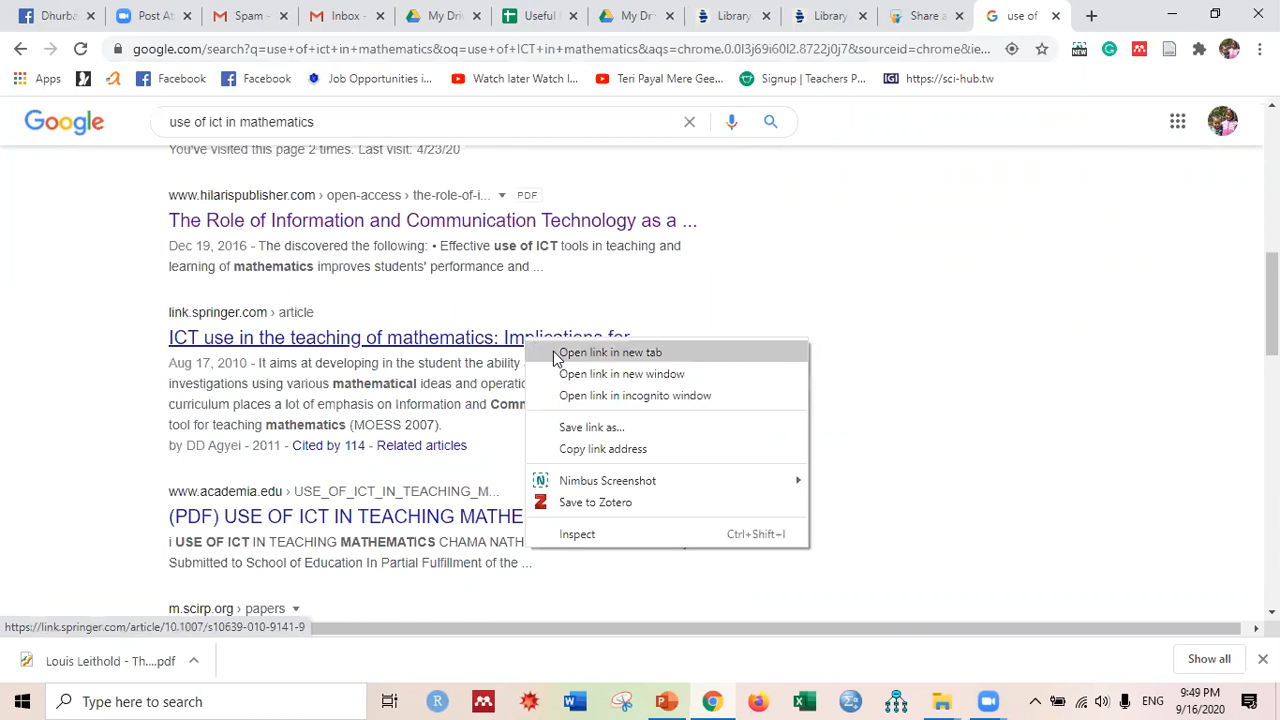 Dhurba
Post At
Spam -
Inbox -
My Driv
Useful
My Dri
Library
Library
Share a
use of
google.com/search?q=use+of+ict+in+mathematics&oq=use+of+ICT+in+mathematics&aqs=chrome.0.0l3j69i60l2.8722j0j7&sourceid=chrome&ie...
NEW
Apps
Facebook
Facebook
Job Opportunities i...
Watch later Watch l...
Teri Payal Mere Gee...
Signup | Teachers P...
IGI
https://sci-hub.tw
Google
use of ict in mathematics
You've visited this page 2 times. Last visit: 4/23/20
www.hilarispublisher.com › open-access › the-role-of-i... PDF
The Role of Information and Communication Technology as a ...
Dec 19, 2016 - The discovered the following: • Effective use of ICT tools in teaching and
learning of mathematics improves students' performance and ...
link.springer.com › article
ICT use in the teaching of mathematics: Implications for
Aug 17, 2010 - It aims at developing in the student the ability
investigations using various mathematical ideas and operatio
curriculum places a lot of emphasis on Information and Comm
tool for teaching mathematics (MOESS 2007).
by DD Agyei - 2011 - Cited by 114 - Related articles
Open link in new tab
Open link in new window
Open link in incognito window
Save link as...
Copy link address
Nimbus Screenshot
Save to Zotero
Inspect Ctrl+Shift+I
www.academia.edu › USE_OF_ICT_IN_TEACHING_M...
(PDF) USE OF ICT IN TEACHING MATHE
i USE OF ICT IN TEACHING MATHEMATICS CHAMA NATH
Submitted to School of Education In Partial Fulfillment of the ...
m.scirp.org › papers
https://link.springer.com/article/10.1007/s10639-010-9141-9
Louis Leithold - Th....pdf
Show all
Type here to search
ENG
9:49 PM
9/16/2020